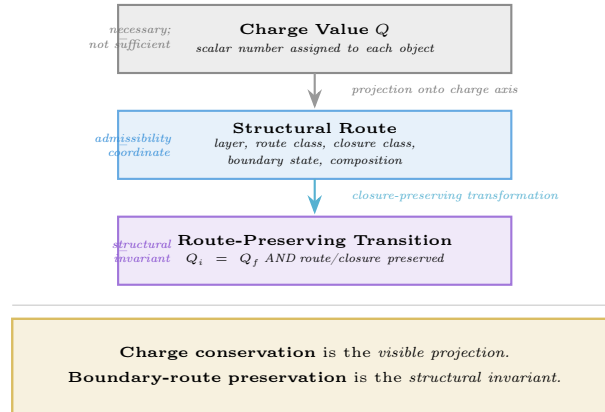 necessary;
not sufficient
Charge Value Q
scalar number assigned to each object
projection onto charge axis
admissibility
coordinate
Structural Route
layer, route class, closure class,
boundary state, composition
closure-preserving transformation
structural
invariant
Route-Preserving Transition
Q_i = Q_f AND route/closure preserved
Charge conservation is the visible projection.
Boundary-route preservation is the structural invariant.